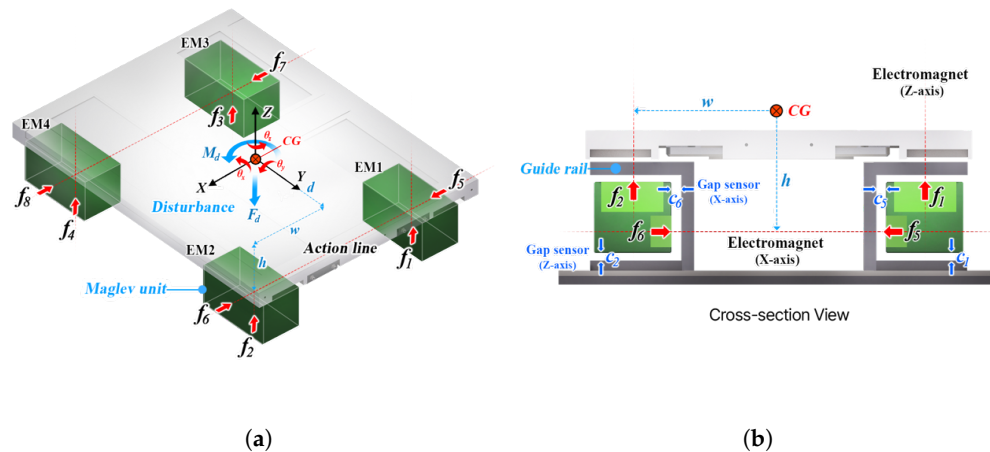 EM3
f7
EM4
Z
f3
θz
CG
EM1
Md
θx
θy
X
Y
d
f5
f8
Disturbance
w
f4
Fd
EM2
Action line
h
f1
Maglev unit
f6
f2
(a)
Electromagnet
(Z-axis)
w
CG
Guide rail
h
f2
c6
Gap sensor
(X-axis)
c5
f1
f6
f5
Electromagnet
(X-axis)
Gap sensor
(Z-axis)
c2
c1
Cross-section View
(b)